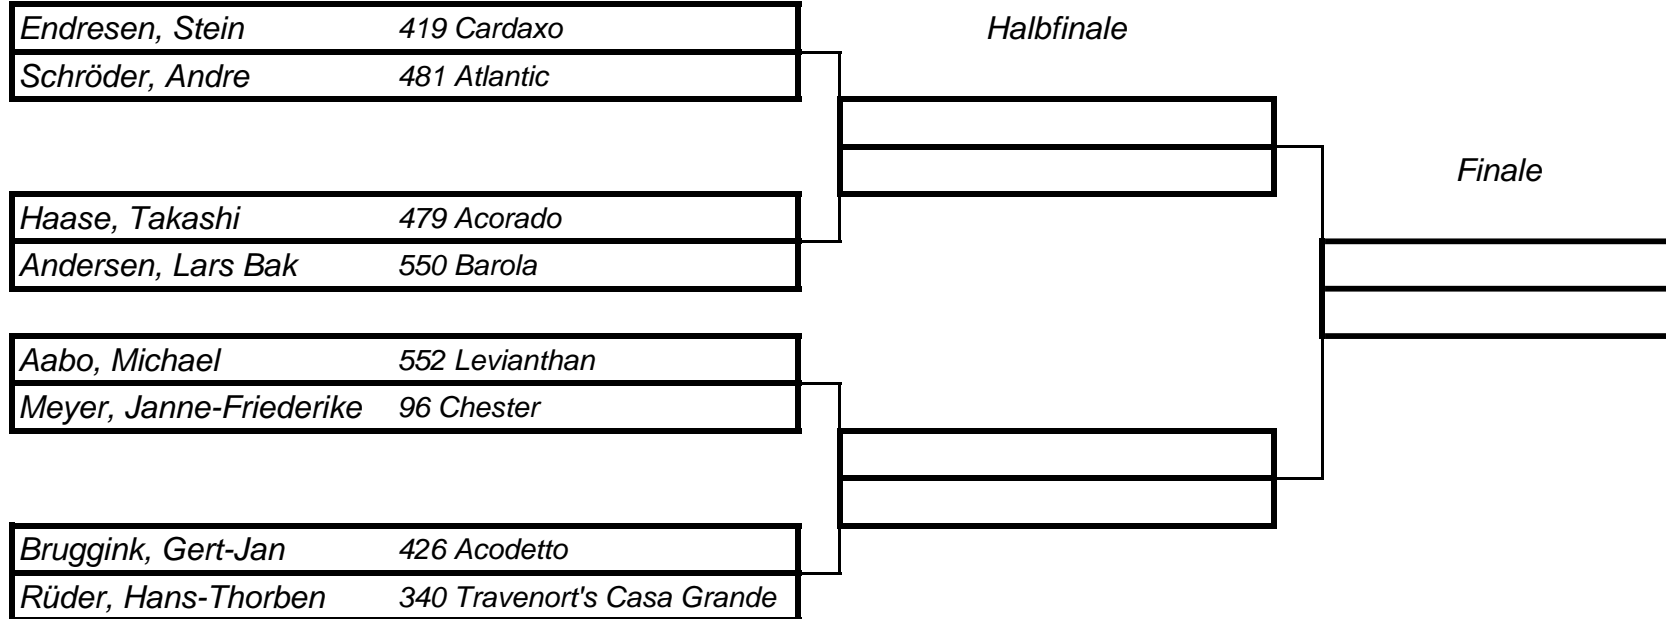 Endresen, Stein 419 Cardaxo Halbfinale
Schröder, Andre 481 Atlantic
Finale
Haase, Takashi 479 Acorado
Andersen, Lars Bak 550 Barola
Aabo, Michael 552 Levianthan
Meyer, Janne-Friederike 96 Chester
Bruggink, Gert-Jan 426 Acodetto
Rüder, Hans-Thorben 340 Travenort's Casa Grande